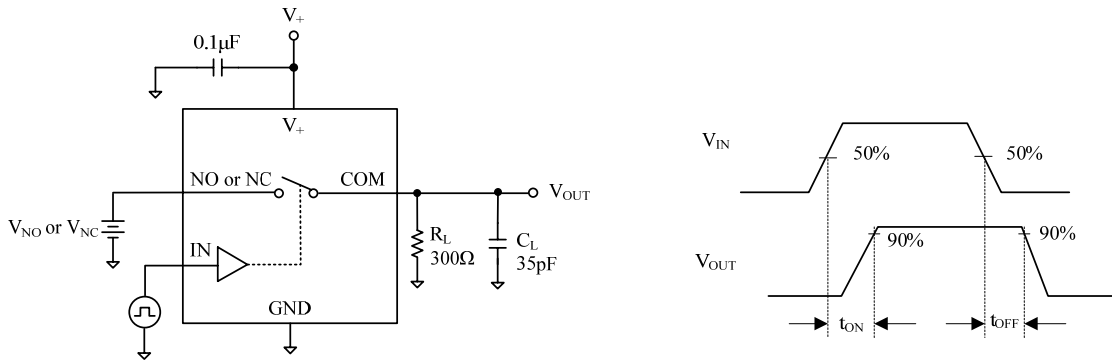 V+
0.1μF
V+
NO or NC
COM
VOUT
VNO or VNC
IN
RL
300Ω
CL
35pF
GND
VIN
50%
50%
VOUT
90%
90%
tON
tOFF